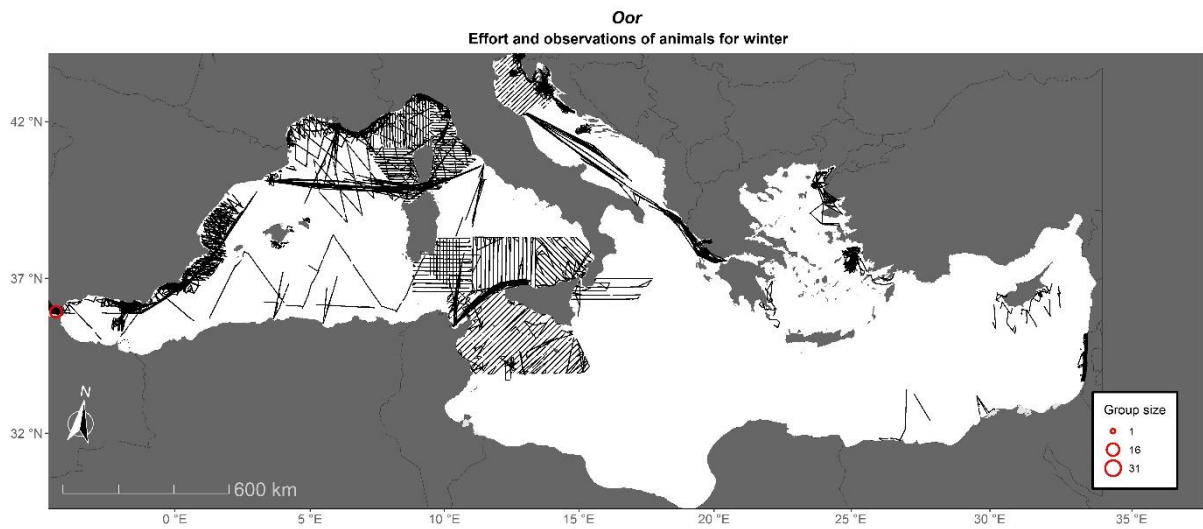 Oor
Effort and observations of animals for winter
42 °N
37 °N
32 °N
N
600 km
Group size
1
16
31
0 °E
5 °E
10 °E
15 °E
20 °E
25 °E
30 °E
35 °E